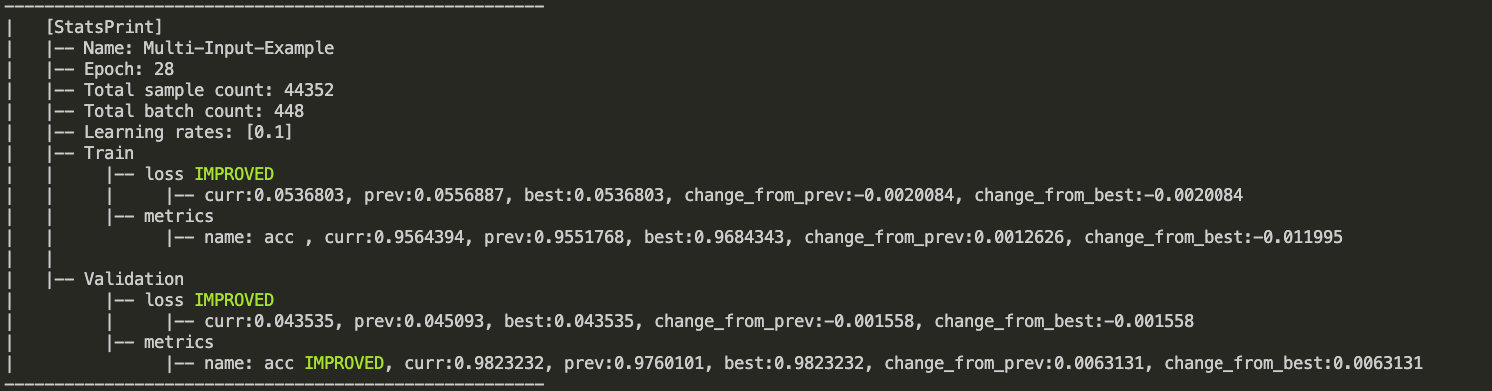 ------------------------------------------------------
|   [StatsPrint]
|   |-- Name: Multi-Input-Example
|   |-- Epoch: 28
|   |-- Total sample count: 44352
|   |-- Total batch count: 448
|   |-- Learning rates: [0.1]
|   |-- Train
|   |     |-- loss IMPROVED
|   |     |     |-- curr:0.0536803, prev:0.0556887, best:0.0536803, change_from_prev:-0.0020084, change_from_best:-0.0020084
|   |     |-- metrics
|   |           |-- name: acc , curr:0.9564394, prev:0.9551768, best:0.9684343, change_from_prev:0.0012626, change_from_best:-0.011995
|   |
|   |-- Validation
|         |-- loss IMPROVED
|         |     |-- curr:0.043535, prev:0.045093, best:0.043535, change_from_prev:-0.001558, change_from_best:-0.001558
|         |-- metrics
|               |-- name: acc IMPROVED, curr:0.9823232, prev:0.9760101, best:0.9823232, change_from_prev:0.0063131, change_from_best:0.0063131
------------------------------------------------------